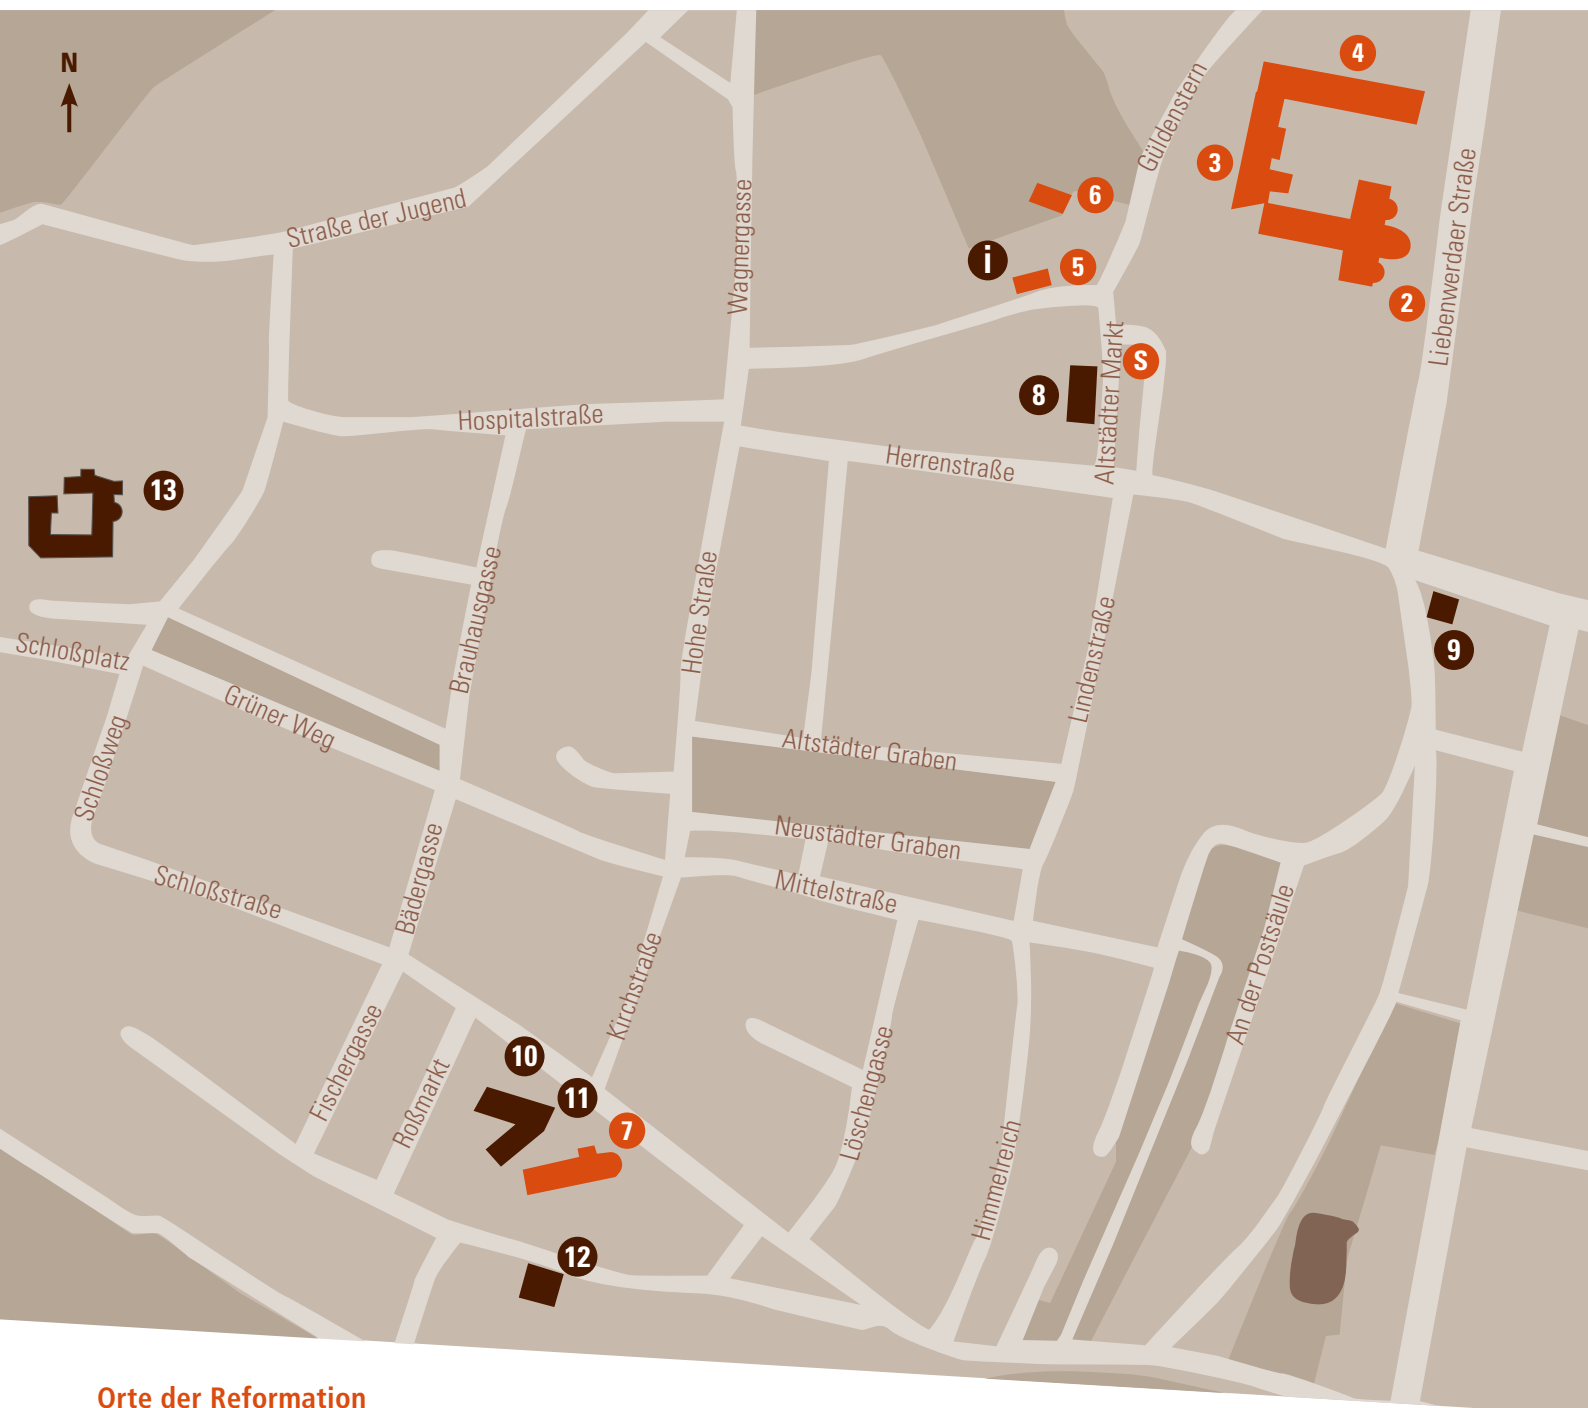 N
4
Güldenstern
3
Liebenwerdaer Straße
6
Straße der Jugend
Wagnergasse
i
5
2
Altstädter Markt
S
8
Hospitalstraße
Herrenstraße
13
Brauhausgasse
Hohe Straße
Lindenstraße
9
Schloßplatz
Grüner Weg
Schloßweg
Altstädter Graben
Neustädter Graben
Bädergasse
Schloßstraße
Mittelstraße
An der Postsäule
Kirchstraße
Fischergasse
Roßmarkt
10
11
7
Löschengasse
Himmelreich
12
Orte der Reformation